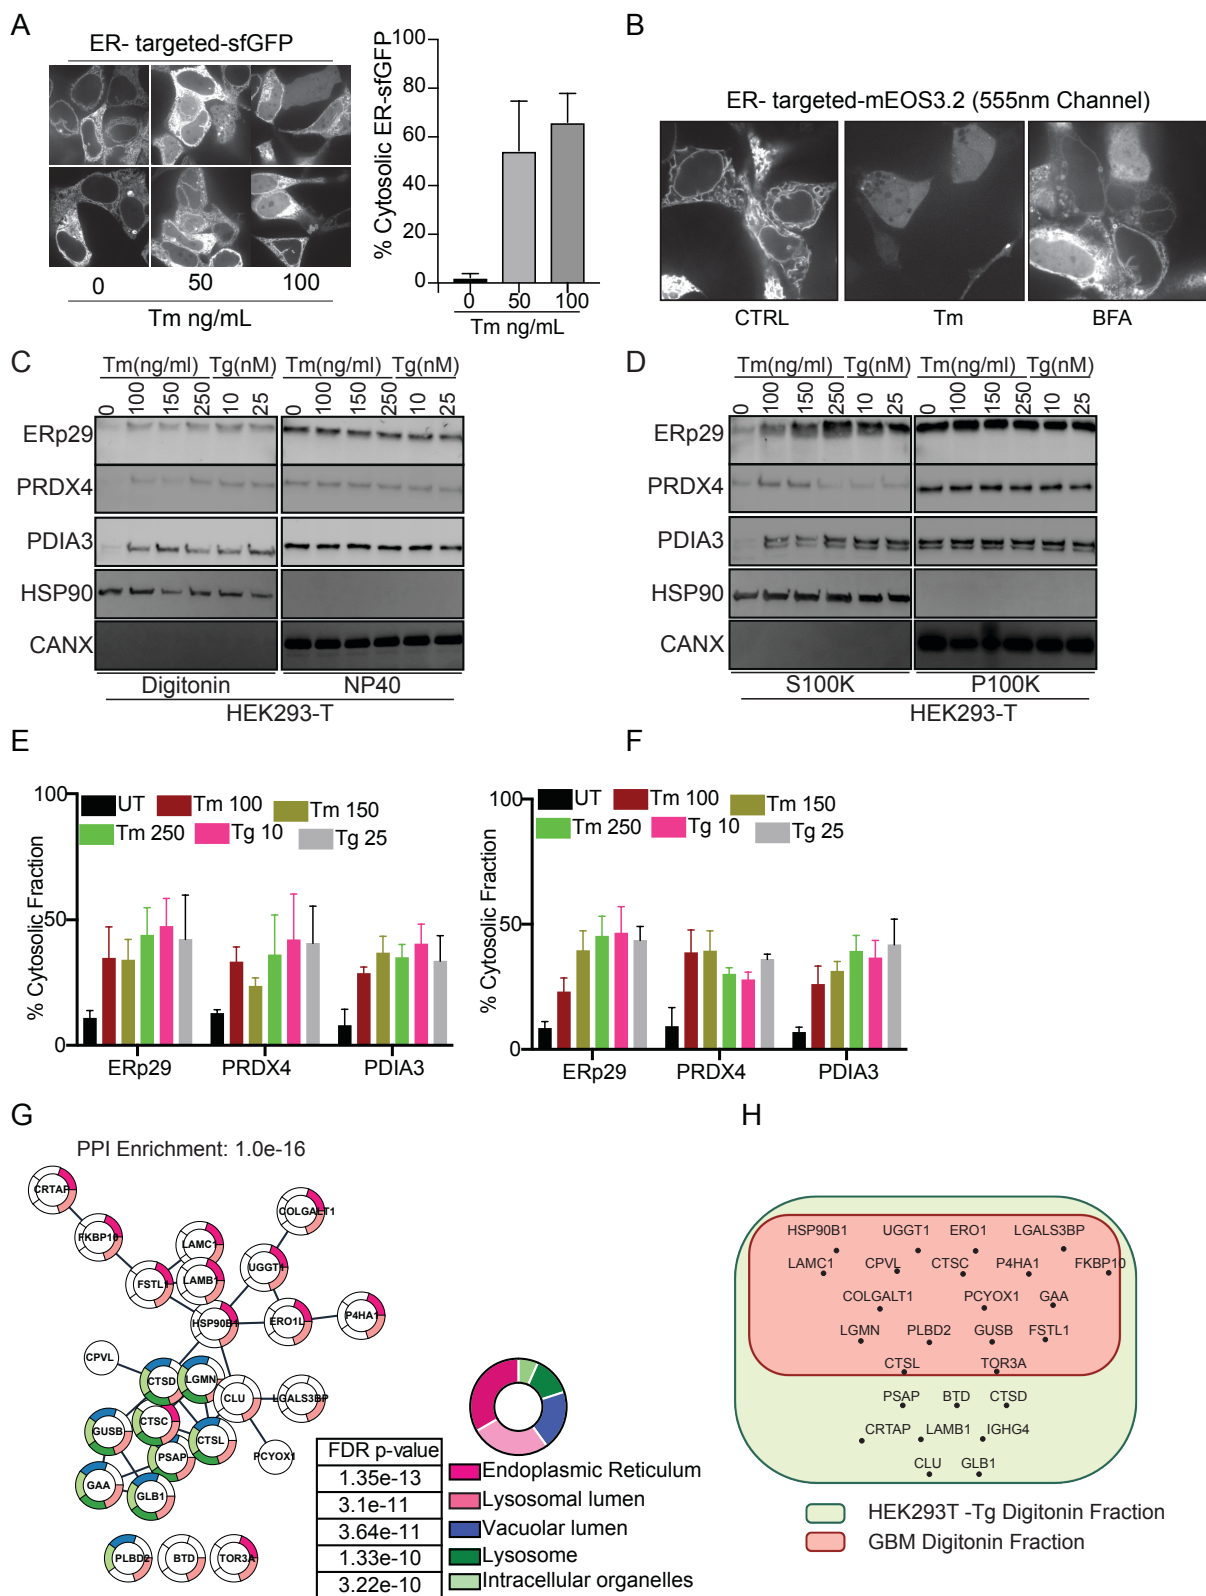 A
ER- targeted-sfGFP
0
50
100
Tm ng/mL
% Cytosolic ER-sfGFP
100
80
60
40
20
0
0
50
100
Tm ng/mL
B
ER- targeted-mEOS3.2 (555nm Channel)
CTRL
Tm
BFA
C
Tm(ng/ml) Tg(nM) Tm(ng/ml) Tg(nM)
0 100 150 250 10 25 0 100 150 250 10 25
ERp29
PRDX4
PDIA3
HSP90
CANX
Digitonin NP40
HEK293-T
D
Tm(ng/ml) Tg(nM) Tm(ng/ml) Tg(nM)
0 100 150 250 10 25 0 100 150 250 10 25
ERp29
PRDX4
PDIA3
HSP90
CANX
S100K P100K
HEK293-T
E
% Cytosolic Fraction
100
50
0
UT Tm 100 Tm 150
Tm 250 Tg 10 Tg 25
ERp29 PRDX4 PDIA3
F
% Cytosolic Fraction
100
50
0
UT Tm 100 Tm 150
Tm 250 Tg 10 Tg 25
ERp29 PRDX4 PDIA3
G
PPI Enrichment: 1.0e-16
CRTAP
COLGALT1
FKBP10
LAMC1
UGGT1
FSTL1
LAMB1
HSP90B1
ERO1L
P4HA1
CPVL
CTSD
LGMN
CLU
LGALS3BP
CTSC
GUSB
CTSL
PSAP
PCYOX1
GAA
GLB1
PLBD2
BTD
TOR3A
FDR p-value
1.35e-13
3.1e-11
3.64e-11
1.33e-10
3.22e-10
Endoplasmic Reticulum
Lysosomal lumen
Vacuolar lumen
Lysosome
Intracellular organelles
H
HSP90B1 UGGT1 ERO1 LGALS3BP
LAMC1 CPVL CTSC P4HA1 FKBP10
COLGALT1 PCYOX1 GAA
LGMN PLBD2 GUSB FSTL1
CTSL TOR3A
PSAP BTD CTSD
CRTAP LAMB1 IGHG4
CLU GLB1
HEK293T -Tg Digitonin Fraction
GBM Digitonin Fraction